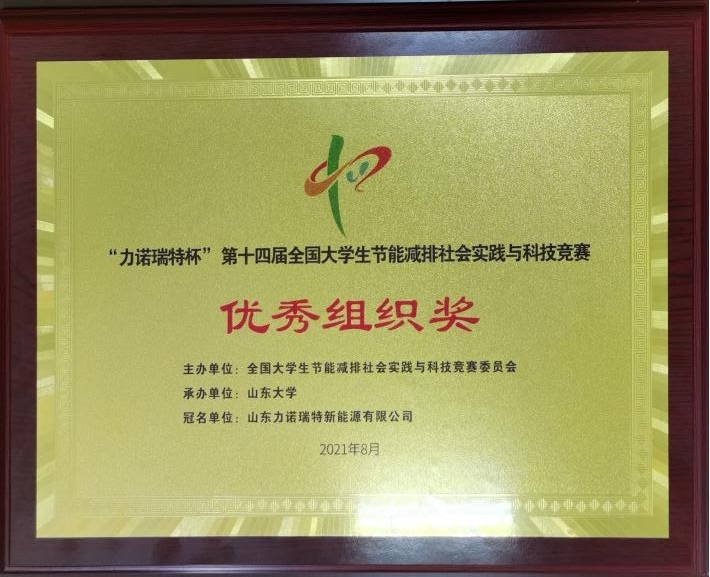 “力诺瑞特杯”第十四届全国大学生节能减排社会实践与科技竞赛
优秀组织奖
主办单位：全国大学生节能减排社会实践与科技竞赛委员会
承办单位：山东大学
冠名单位：山东力诺瑞特新能源有限公司
2021年8月